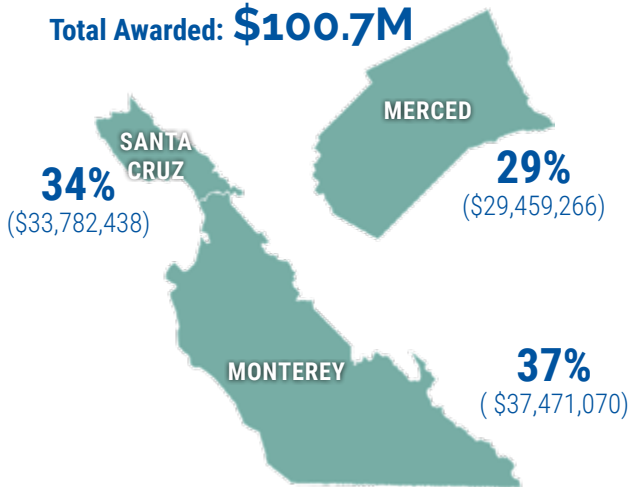 Total Awarded: $100.7M
MERCED
SANTA
CRUZ
29%
($29,459,266)
34%
($33,782,438)
MONTEREY
37%
( $37,471,070)